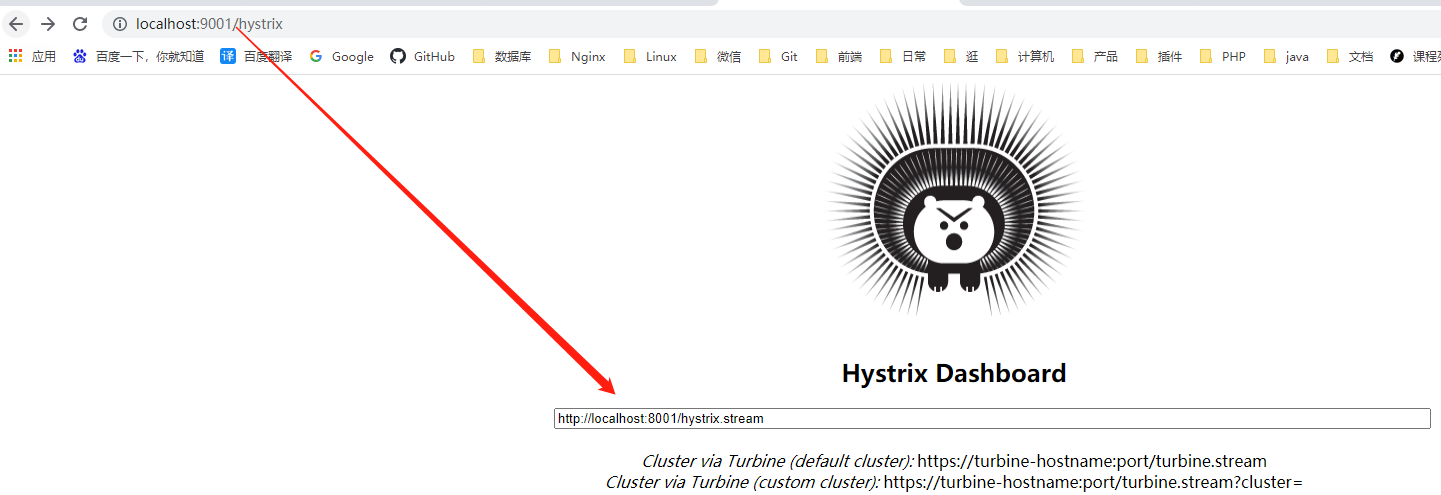 localhost:9001/hystrix
应用 百度一下，你就知道 译 百度翻译 Google GitHub 数据库 Nginx Linux 微信 Git 前端 日常 逛 计算机 产品 插件 PHP java 文档
Hystrix Dashboard
http://localhost:8001/hystrix.stream
Cluster via Turbine (default cluster): https://turbine-hostname:port/turbine.stream
Cluster via Turbine (custom cluster): https://turbine-hostname:port/turbine.stream?cluster=